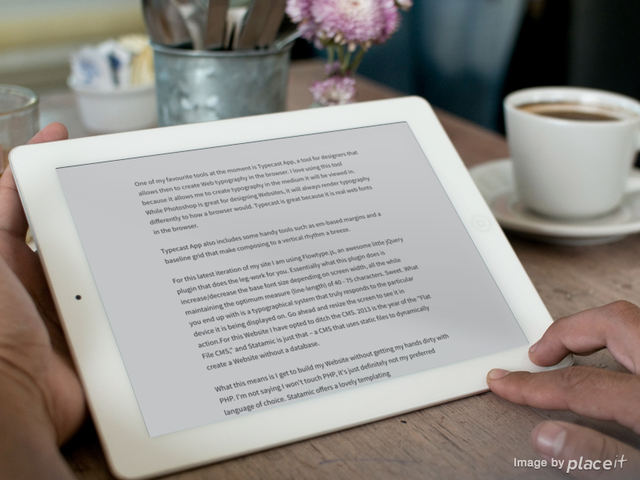 One of my favourite tools at the moment is Typecast App, a tool for designers that
allows then to create Web typography in the browser. I love using this tool
because it allows me to create typography in the medium it will be viewed in.
While Photoshop is great for designing Websites, it will always render typography
differently to how a browser would. Typecast is great because it is real web fonts
in the browser.
Typecast App also includes some handy tools such as em-based margins and a
baseline grid that make composing to a vertical rhythm a breeze.
For this latest iteration of my site I am using Flowtype.js, an awesome little jQuery
plugin that does the leg-work for you. Essentially what this plugin does is
increase/decrease the base font size depending on screen width, all the while
maintaining the optimum measure (line-length) of 40 - 75 characters. Sweet. What
you end up with is a typographical system that truly responds to the particular
device it is being displayed on. Go ahead and resize the screen to see it in
action.For this Website I have opted to ditch the CMS. 2013 is the year of the "Flat
File CMS," and Statamic is just that – a CMS that uses static files to dynamically
create a Website without a database.
What this means is I get to build my Website without getting my hands dirty with
PHP. I'm not saying I won't touch PHP, it's just definitely not my preferred
language of choice. Statamic offers a lovely templating
Image by placeit